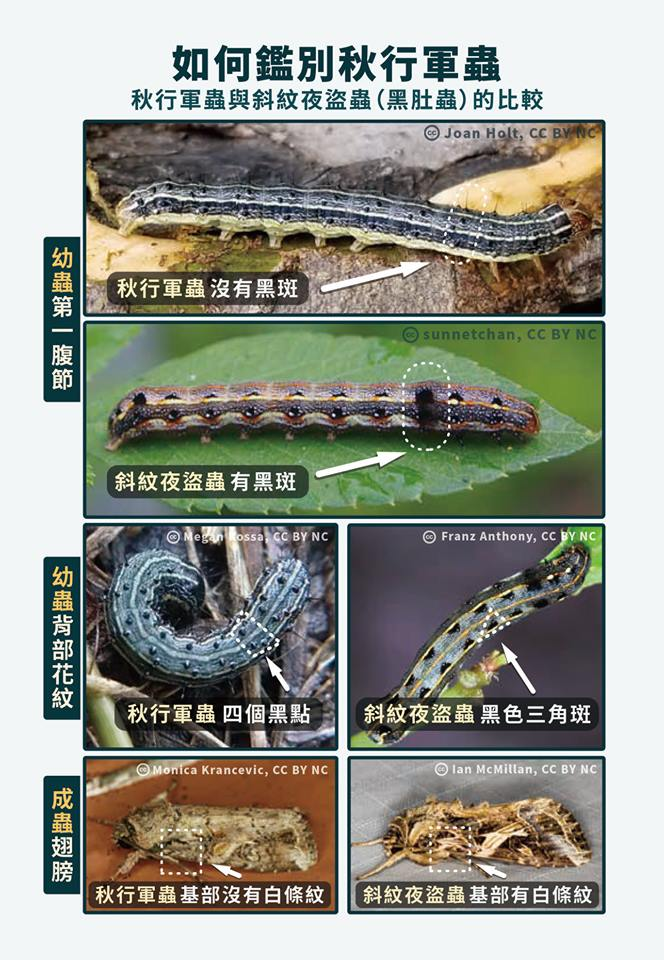 如何鑑別秋行軍蟲
秋行軍蟲與斜紋夜盜蟲(黑肚蟲)的比較
幼蟲第一腹節
cc Joan Holt, CC BY NC
秋行軍蟲 沒有黑斑
cc sunnetchan, CC BY NC
斜紋夜盜蟲 有黑斑
幼蟲背部花紋
cc Megan Rossa, CC BY NC
秋行軍蟲 四個黑點
cc Franz Anthony, CC BY NC
斜紋夜盜蟲 黑色三角斑
成蟲翅膀
cc Monica Krancevic, CC BY NC
秋行軍蟲 基部沒有白條紋
cc Ian McMillan, CC BY NC
斜紋夜盜蟲 基部有白條紋